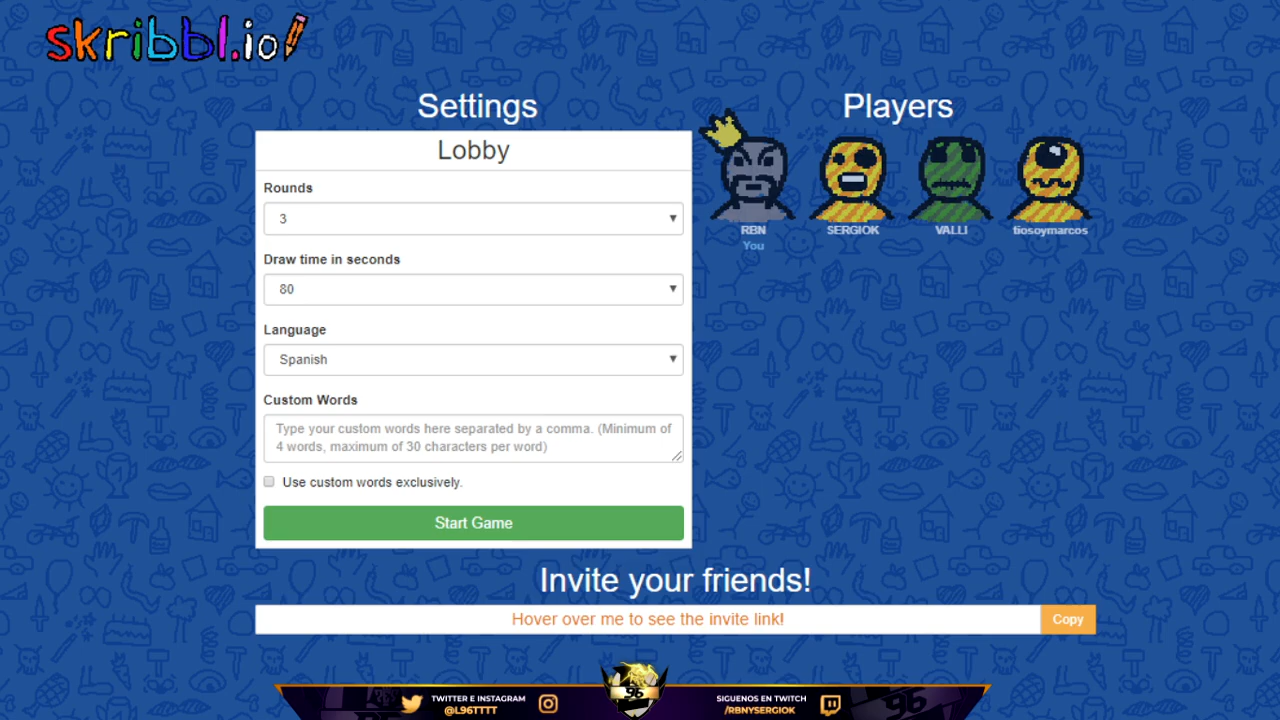 skribbl.io
Settings
Players
Lobby
Rounds
3
Draw time in seconds
80
Language
Spanish
Custom Words
Type your custom words here separated by a comma. (Minimum of
4 words, maximum of 30 characters per word)
Use custom words exclusively.
Start Game
RBN
You
SERGIOK
VALLI
tiosoymarcos
Invite your friends!
Hover over me to see the invite link!
Copy
TWITTER E INSTAGRAM
@L96TTTT
96
SIGUENOS EN TWITCH
/RBNYSERGIOK
96